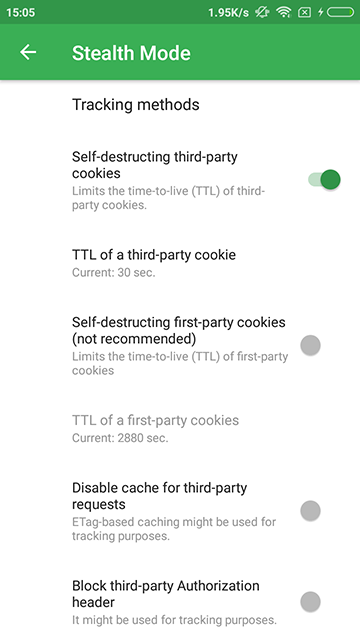 15:05 1.95K/s
Stealth Mode
Tracking methods
Self-destructing third-party
cookies
Limits the time-to-live (TTL) of third-
party cookies.
TTL of a third-party cookie
Current: 30 sec.
Self-destructing first-party cookies
(not recommended)
Limits the time-to-live (TTL) of first-party
cookies
TTL of a first-party cookies
Current: 2880 sec.
Disable cache for third-party
requests
ETag-based caching might be used for
tracking purposes.
Block third-party Authorization
header
It might be used for tracking purposes.